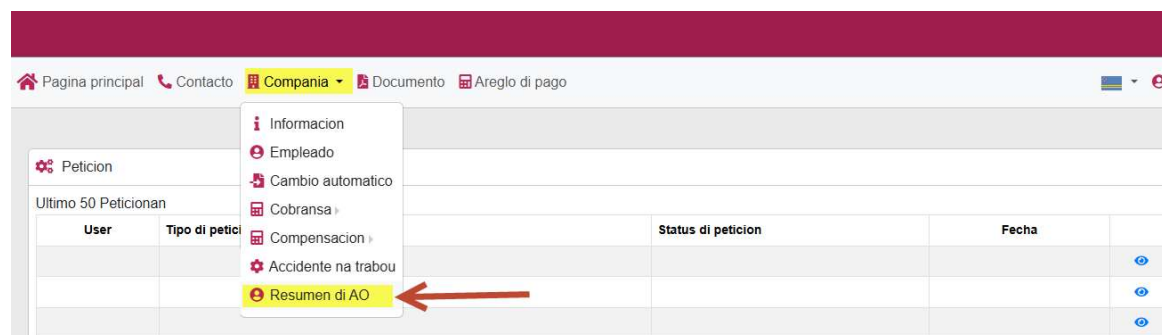 Pagina principal Contacto Compania Documento Areglo di pago
Informacion
Empleado
Cambio automatico
Cobransa
Compensacion
Accidente na trabou
Resumen di AO
Peticion
Ultimo 50 Peticionan
User Tipo di petici Status di peticion Fecha